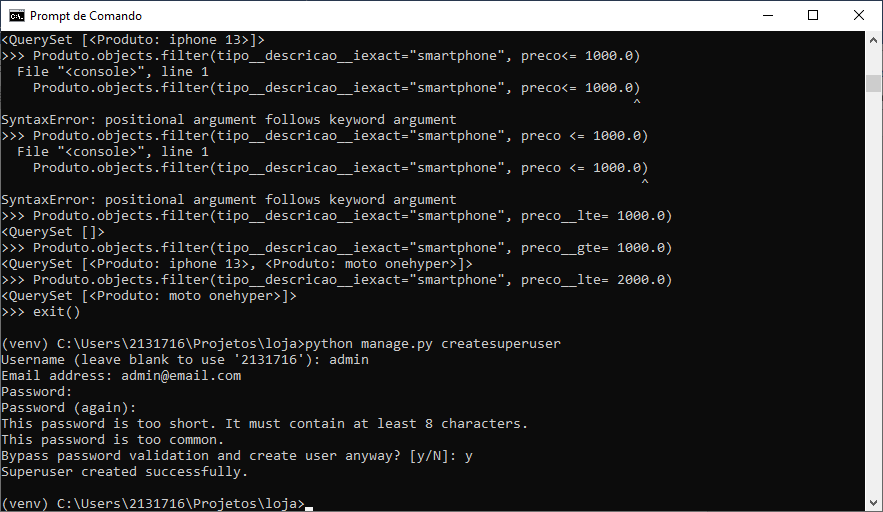 Prompt de Comando
<QuerySet [<Produto: iphone 13>]>
>>> Produto.objects.filter(tipo__descricao__iexact="smartphone", preco<= 1000.0)
  File "<console>", line 1
    Produto.objects.filter(tipo__descricao__iexact="smartphone", preco<= 1000.0)
                                                                               ^
SyntaxError: positional argument follows keyword argument
>>> Produto.objects.filter(tipo__descricao__iexact="smartphone", preco <= 1000.0)
  File "<console>", line 1
    Produto.objects.filter(tipo__descricao__iexact="smartphone", preco <= 1000.0)
                                                                                ^
SyntaxError: positional argument follows keyword argument
>>> Produto.objects.filter(tipo__descricao__iexact="smartphone", preco__lte= 1000.0)
<QuerySet []>
>>> Produto.objects.filter(tipo__descricao__iexact="smartphone", preco__gte= 1000.0)
<QuerySet [<Produto: iphone 13>, <Produto: moto onehyper>]>
>>> Produto.objects.filter(tipo__descricao__iexact="smartphone", preco__lte= 2000.0)
<QuerySet [<Produto: moto onehyper>]>
>>> exit()

(venv) C:\Users\2131716\Projetos\loja>python manage.py createsuperuser
Username (leave blank to use '2131716'): admin
Email address: admin@email.com
Password:
Password (again):
This password is too short. It must contain at least 8 characters.
This password is too common.
Bypass password validation and create user anyway? [y/N]: y
Superuser created successfully.

(venv) C:\Users\2131716\Projetos\loja>